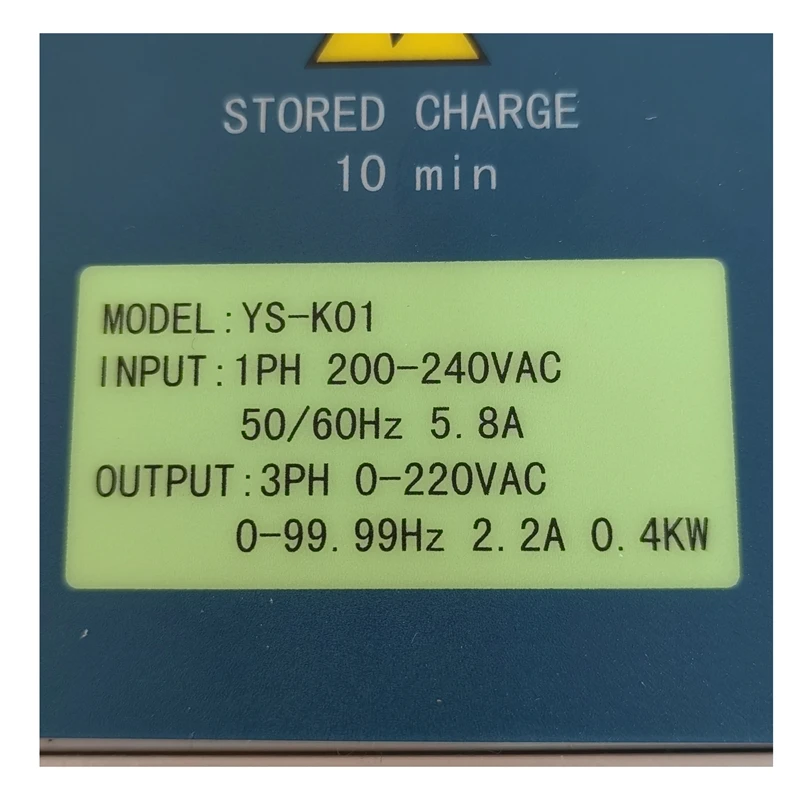 STORED CHARGE
10 min
MODEL:YS-K01
INPUT:1PH 200-240VAC
50/60Hz 5.8A
OUTPUT:3PH 0-220VAC
0-99.99Hz 2.2A 0.4KW